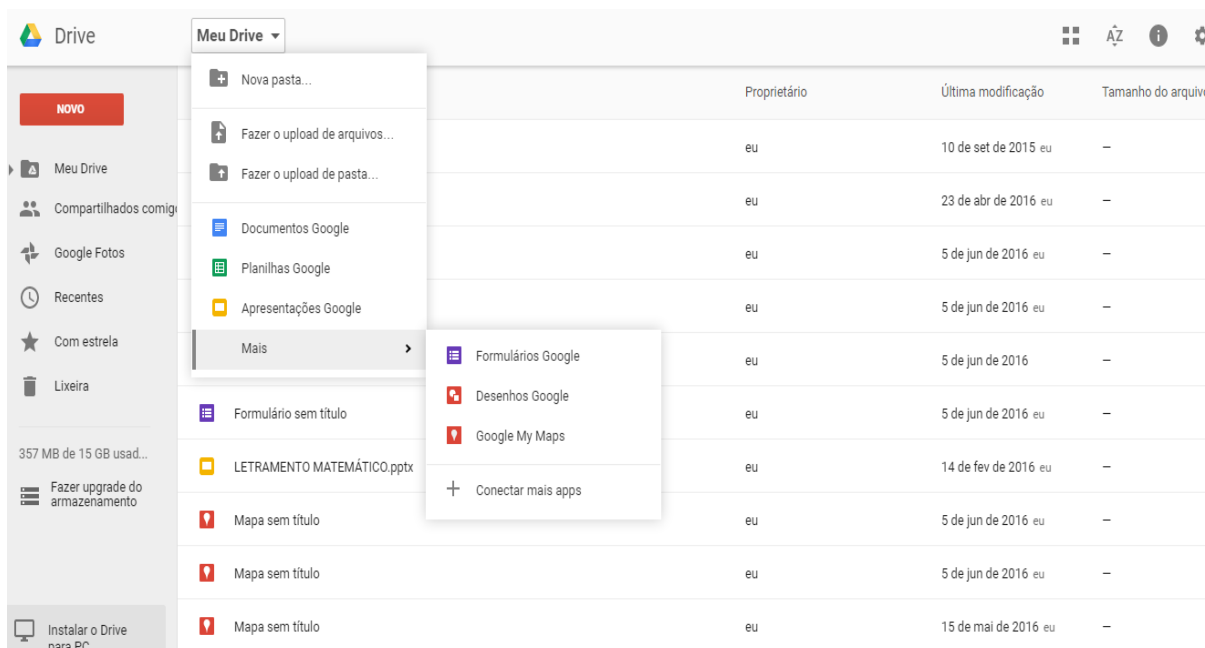 Drive
Meu Drive
NOVO
Meu Drive
Compartilhados comigo
Google Fotos
Recentes
Com estrela
Lixeira
357 MB de 15 GB usad...
Fazer upgrade do
armazenamento
Instalar o Drive
para PC
Nova pasta...
Fazer o upload de arquivos...
Fazer o upload de pasta...
Documentos Google
Planilhas Google
Apresentações Google
Mais
Formulários Google
Desenhos Google
Google My Maps
Conectar mais apps
AZ
Proprietário Última modificação Tamanho do arquivo
eu 10 de set de 2015 eu –
eu 23 de abr de 2016 eu –
eu 5 de jun de 2016 eu –
eu 5 de jun de 2016 eu –
eu 5 de jun de 2016 –
Formulário sem título eu 5 de jun de 2016 eu –
LETRAMENTO MATEMÁTICO.pptx eu 14 de fev de 2016 eu –
Mapa sem título eu 5 de jun de 2016 eu –
Mapa sem título eu 5 de jun de 2016 eu –
Mapa sem título eu 15 de mai de 2016 eu –